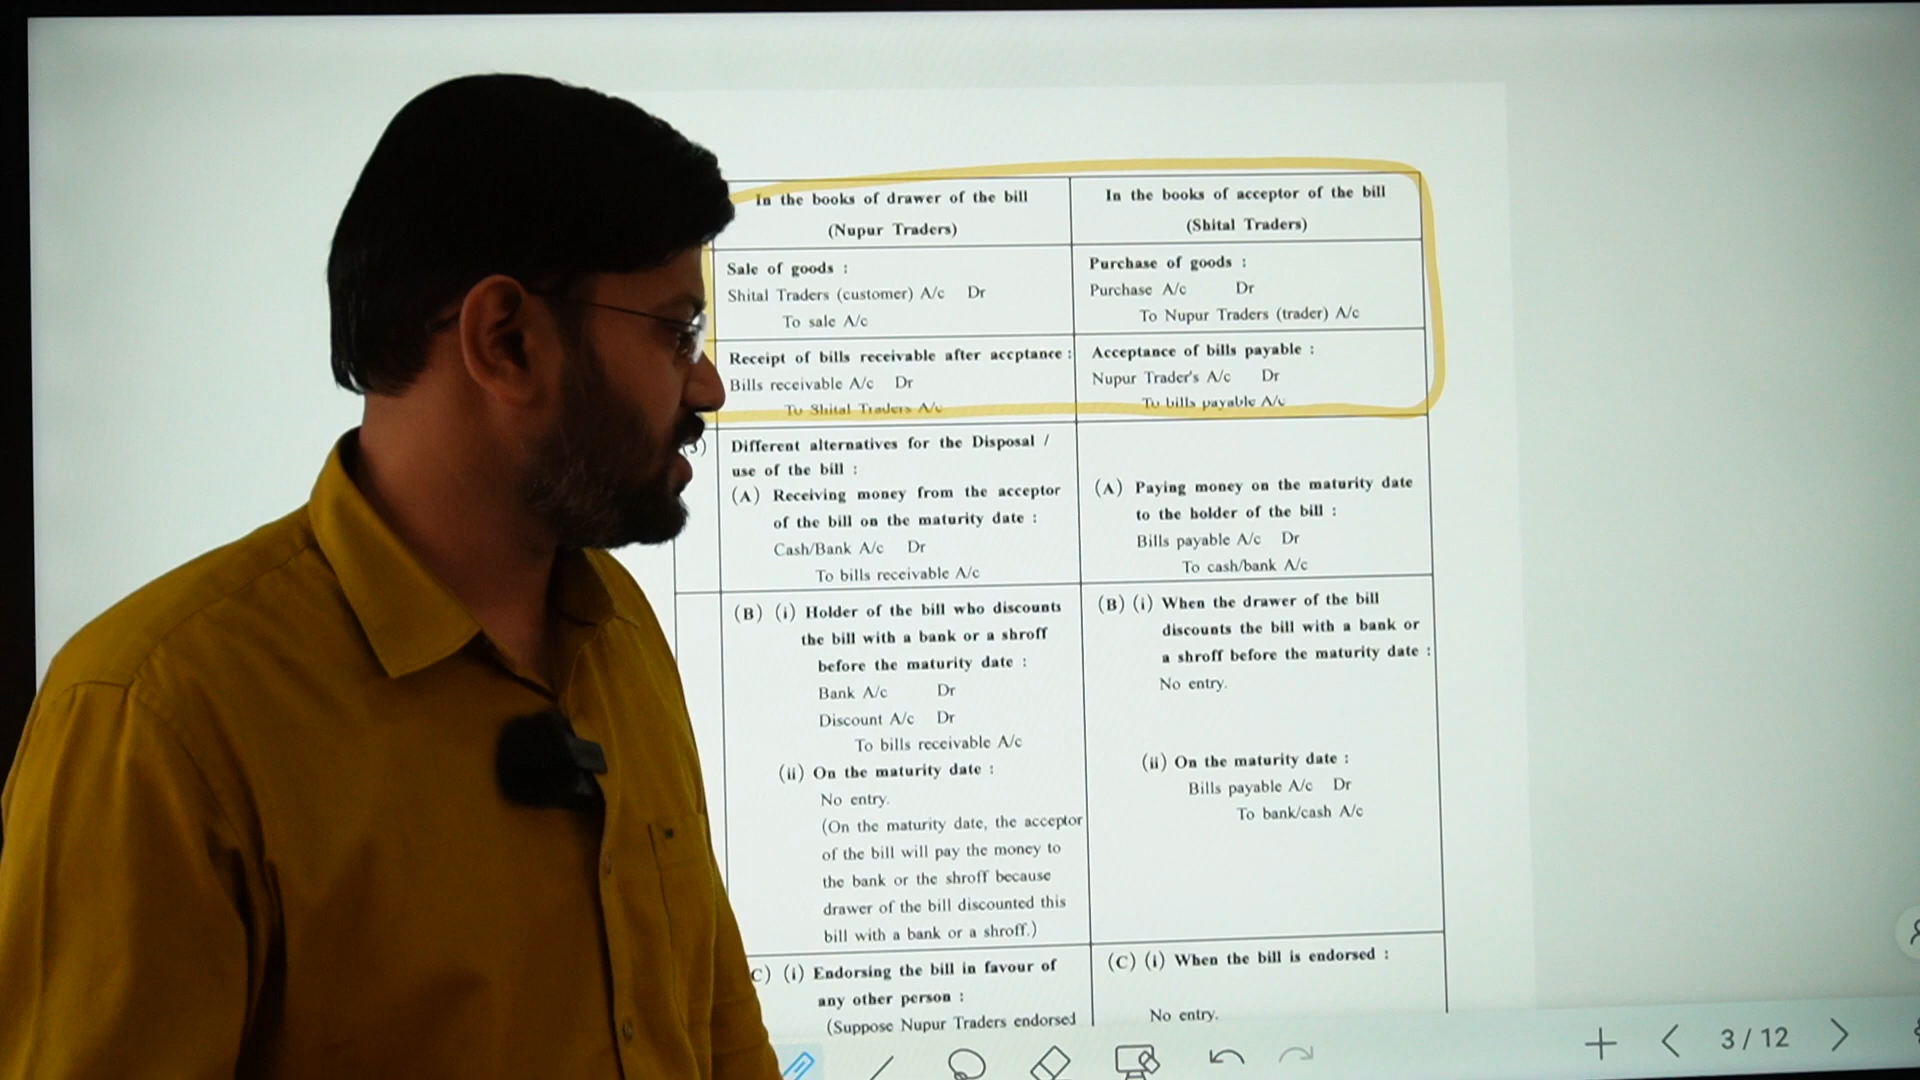 In the books of drawer of the bill
(Nupur Traders)
In the books of acceptor of the bill
(Shital Traders)
Sale of goods :
Shital Traders (customer) A/c Dr
To sale A/c
Purchase of goods :
Purchase A/c Dr
To Nupur Traders (trader) A/c
Receipt of bills receivable after accptance :
Bills receivable A/c Dr
To Shital Traders A/c
Acceptance of bills payable :
Nupur Trader's A/c Dr
To bills payable A/c
(3)
Different alternatives for the Disposal /
use of the bill :
(A) Receiving money from the acceptor
of the bill on the maturity date :
Cash/Bank A/c Dr
To bills receivable A/c
(A) Paying money on the maturity date
to the holder of the bill :
Bills payable A/c Dr
To cash/bank A/c
(B) (i) Holder of the bill who discounts
the bill with a bank or a shroff
before the maturity date :
Bank A/c Dr
Discount A/c Dr
To bills receivable A/c
(ii) On the maturity date :
No entry.
(On the maturity date, the acceptor
of the bill will pay the money to
the bank or the shroff because
drawer of the bill discounted this
bill with a bank or a shroff.)
(B) (i) When the drawer of the bill
discounts the bill with a bank or
a shroff before the maturity date :
No entry.
(ii) On the maturity date :
Bills payable A/c Dr
To bank/cash A/c
C) (i) Endorsing the bill in favour of
any other person :
(Suppose Nupur Traders endorsed
(C) (i) When the bill is endorsed :
No entry.
3 / 12